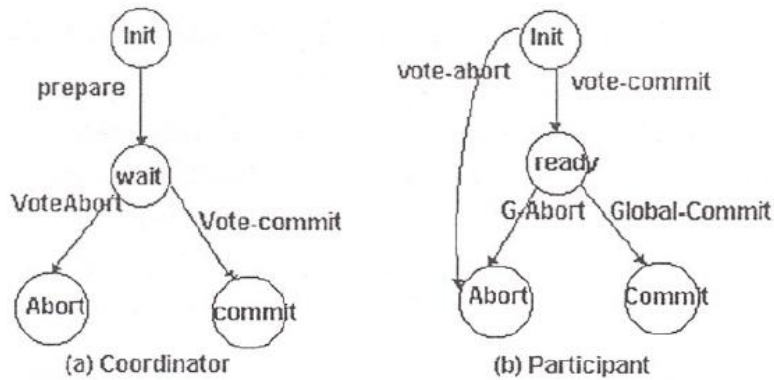 Init
prepare
wait
VoteAbort
Vote-commit
Abort
commit
(a) Coordinator
Init
vote-abort
vote-commit
ready
G-Abort
Global-Commit
Abort
Commit
(b) Participant